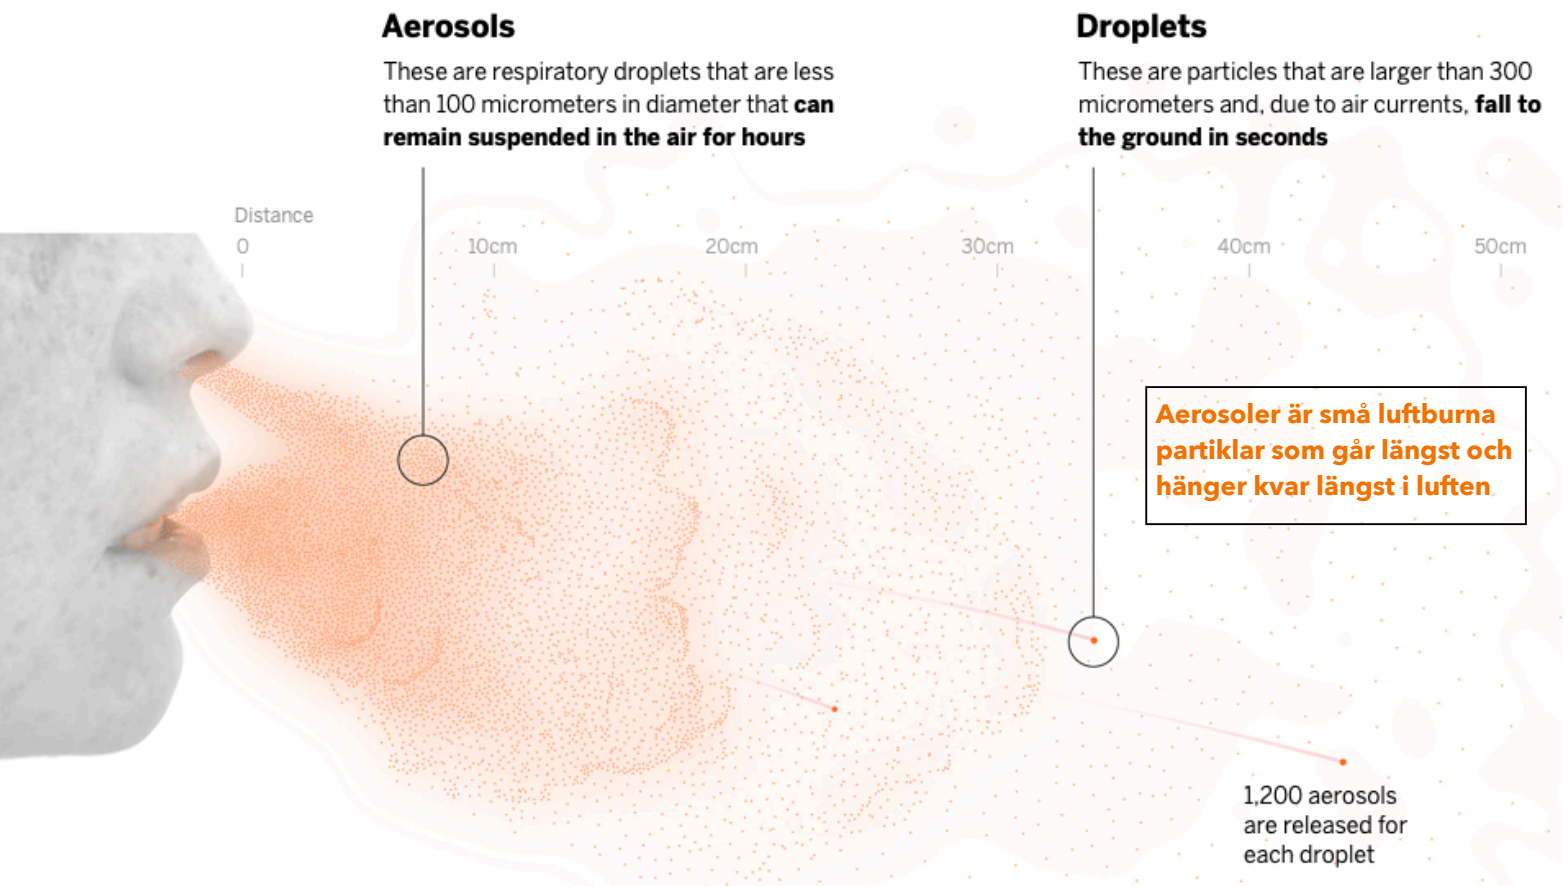 Aerosols
These are respiratory droplets that are less
than 100 micrometers in diameter that can
remain suspended in the air for hours
Droplets
These are particles that are larger than 300
micrometers and, due to air currents, fall to
the ground in seconds
Distance
0
10cm
20cm
30cm
40cm
50cm
Aerosoler är små luftburna
partiklar som går längst och
hänger kvar längst i luften
1,200 aerosols
are released for
each droplet